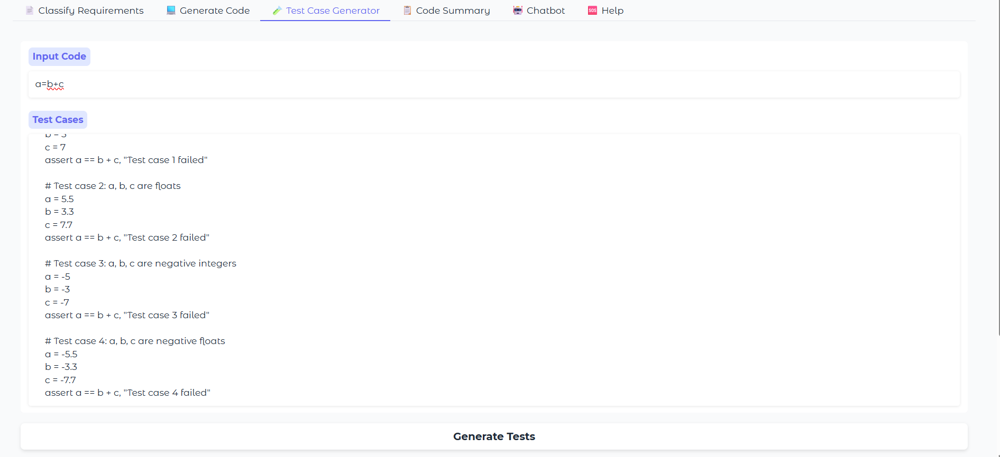 Classify Requirements
Generate Code
Test Case Generator
Code Summary
Chatbot
SOS Help
Input Code
a=b+c
Test Cases
b = 3
c = 7
assert a == b + c, "Test case 1 failed"
# Test case 2: a, b, c are floats
a = 5.5
b = 3.3
c = 7.7
assert a == b + c, "Test case 2 failed"
# Test case 3: a, b, c are negative integers
a = -5
b = -3
c = -7
assert a == b + c, "Test case 3 failed"
# Test case 4: a, b, c are negative floats
a = -5.5
b = -3.3
c = -7.7
assert a == b + c, "Test case 4 failed"
Generate Tests